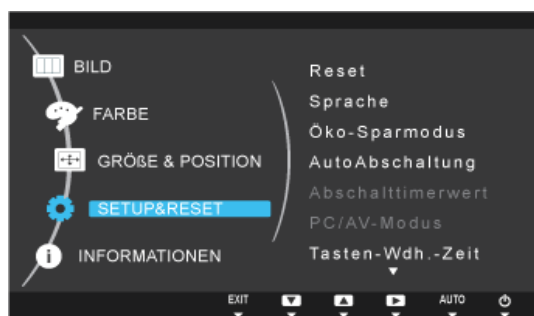 BILD
FARBE
GRÖßE & POSITION
SETUP&RESET
INFORMATIONEN
Reset
Sprache
Öko-Sparmodus
AutoAbschaltung
Abschalttimerwert
PC/AV-Modus
Tasten-Wdh.-Zeit
EXIT AUTO